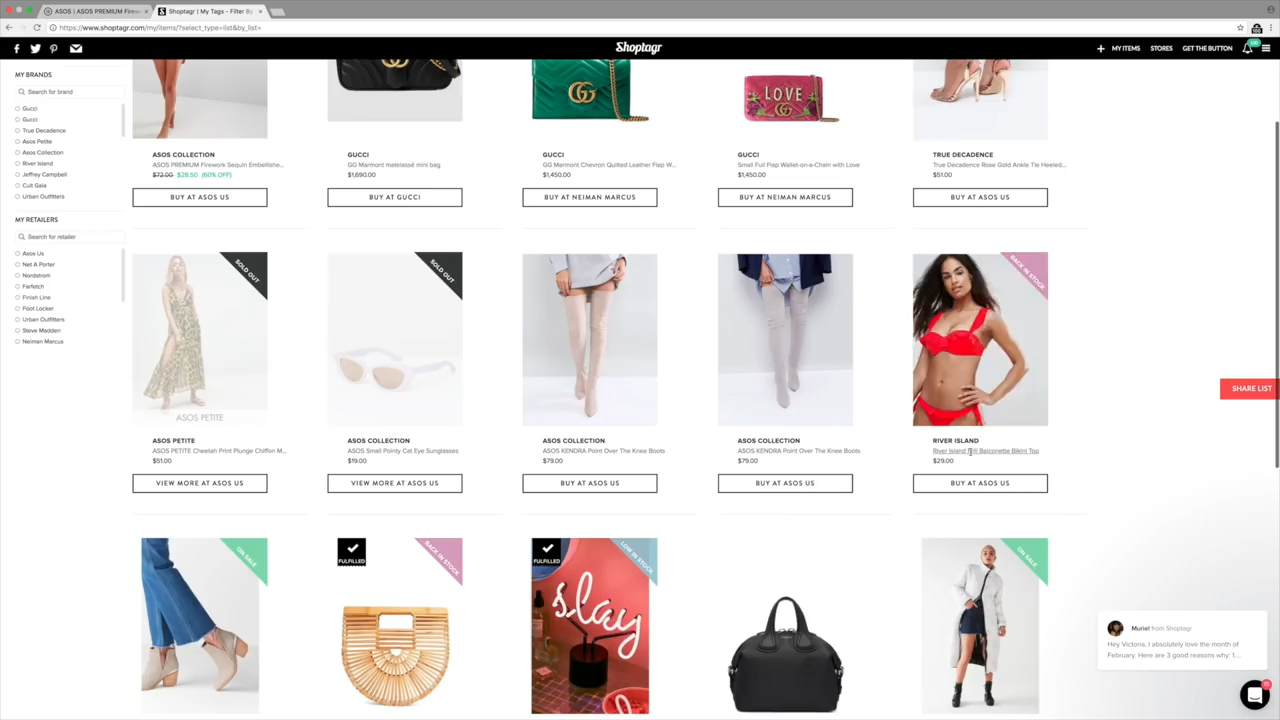 ASOS | ASOS PREMIUM Firew
Shoptagr | My Tags - Filter By
https://www.shoptagr.com/my/items/?select_type=list&by_list=
100
Shoptagr
MY ITEMS
STORES
GET THE BUTTON
MY BRANDS
Search for brand
Gucci
Gucci
True Decadence
Asos Petite
Asos Collection
River Island
Jeffrey Campbell
Cult Gaia
Urban Outfitters
MY RETAILERS
Search for retailer
Asos Us
Net A Porter
Nordstrom
Farfetch
Finish Line
Foot Locker
Urban Outfitters
Steve Madden
Neiman Marcus
LOVE
ASOS COLLECTION
ASOS PREMIUM Firework Sequin Embellishe...
$72.00 $28.50 (60% OFF)
BUY AT ASOS US
GUCCI
GG Marmont matelassé mini bag
$1,690.00
BUY AT GUCCI
GUCCI
GG Marmont Chevron Quilted Leather Flap W...
$1,450.00
BUY AT NEIMAN MARCUS
GUCCI
Small Full Flap Wallet-on-a-Chain with Love
$1,450.00
BUY AT NEIMAN MARCUS
TRUE DECADENCE
True Decadence Rose Gold Ankle Tie Heeled...
$51.00
BUY AT ASOS US
SOLD OUT
ASOS PETITE
ASOS PETITE
ASOS PETITE Cheetah Print Plunge Chiffon M...
$51.00
VIEW MORE AT ASOS US
SOLD OUT
ASOS COLLECTION
ASOS Small Pointy Cat Eye Sunglasses
$19.00
VIEW MORE AT ASOS US
ASOS COLLECTION
ASOS KENDRA Point Over The Knee Boots
$79.00
BUY AT ASOS US
ASOS COLLECTION
ASOS KENDRA Point Over The Knee Boots
$79.00
BUY AT ASOS US
BACK IN STOCK
RIVER ISLAND
River Island Balconette Bikini Top
$29.00
BUY AT ASOS US
SHARE LIST
ON SALE
FULFILLED
BACK IN STOCK
FULFILLED
LOW IN STOCK
slay
ON SALE
Muriel from Shoptagr
Hey Victoria, I absolutely love the month of
February. Here are 3 good reasons why: 1...